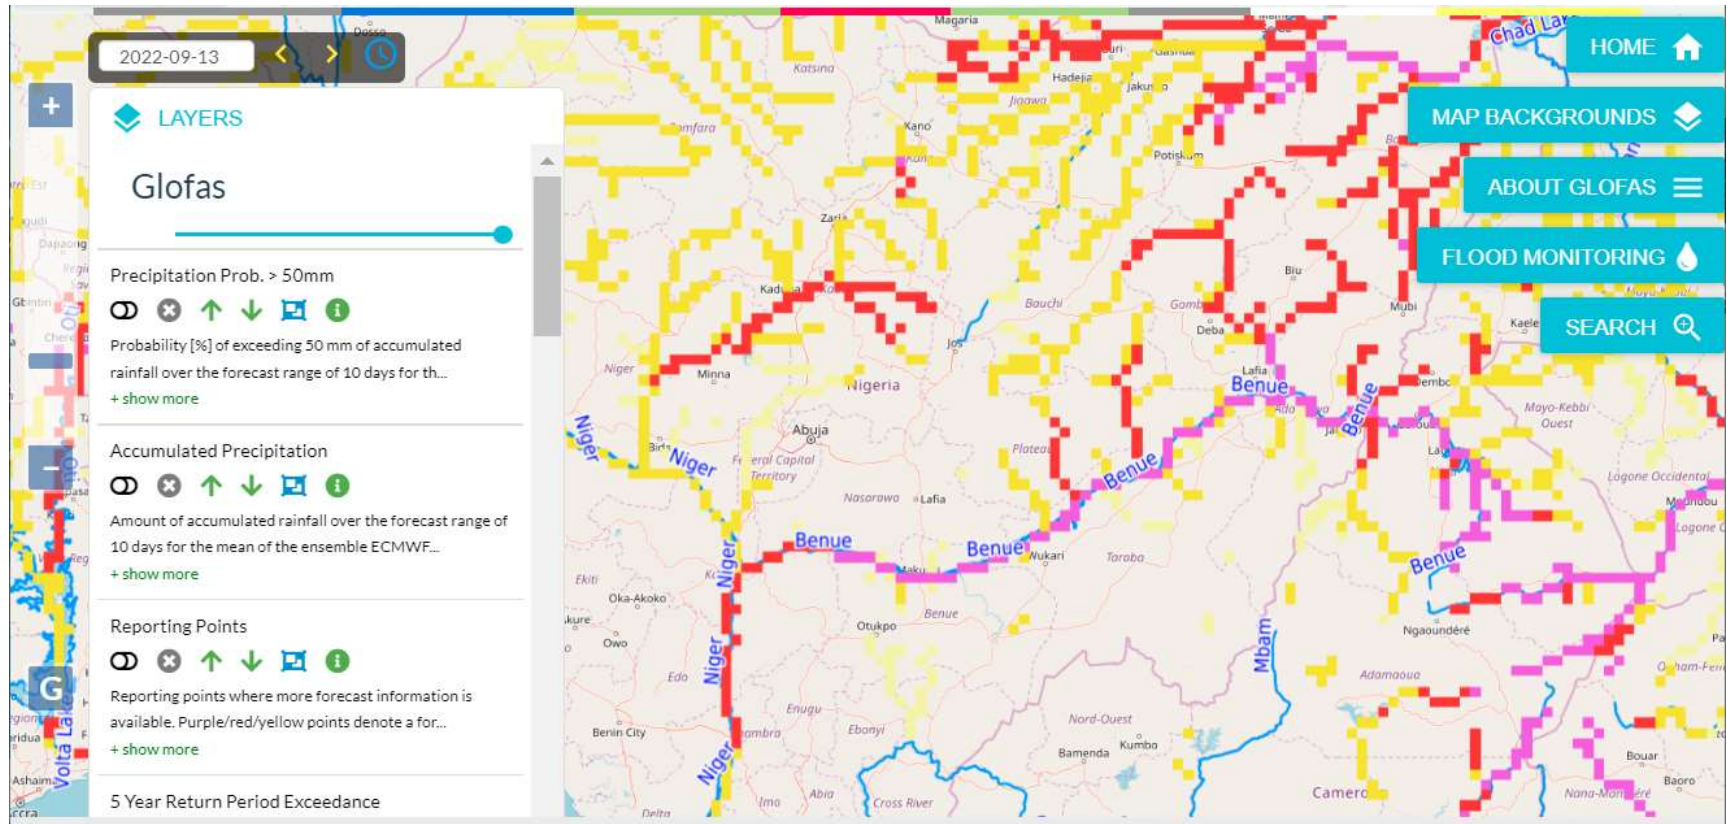 2022-09-13
LAYERS
Glofas
Precipitation Prob. > 50mm
Probability [%] of exceeding 50 mm of accumulated
rainfall over the forecast range of 10 days for th...
+ show more
Accumulated Precipitation
Amount of accumulated rainfall over the forecast range of
10 days for the mean of the ensemble ECMWF...
+ show more
Reporting Points
Reporting points where more forecast information is
available. Purple/red/yellow points denote a for...
+ show more
5 Year Return Period Exceedance
HOME
MAP BACKGROUNDS
ABOUT GLOFAS
FLOOD MONITORING
SEARCH
+
−
G
Dosso
Magaria
Katsina
Hadejia
Jigawa
Kano
Potiskum
Biu
Bauchi
Mubi
Deba
Kaele
Jos
Niger
Minna
Nigeria
Lafia
Benue
Benue
Mayo-Kebbi
Ouest
Abuja
Niger
Niger
Federal Capital
Territory
Plateau
Benue
Nasarawa
Lafia
Logone Occidental
Benue
Benue
Wukari
Taraba
Benue
Niger
Ekiti
Oka-Akoko
Owo
Otukpo
Benue
Ngaoundéré
Niger
Mbam
Edo
Adamaoua
Enugu
Benin City
Ebonyi
Nord-Ouest
Kumbo
Bamenda
Bouar
Niger
Baoro
Imo
Abia
Cross River
Delta
Volta Lake